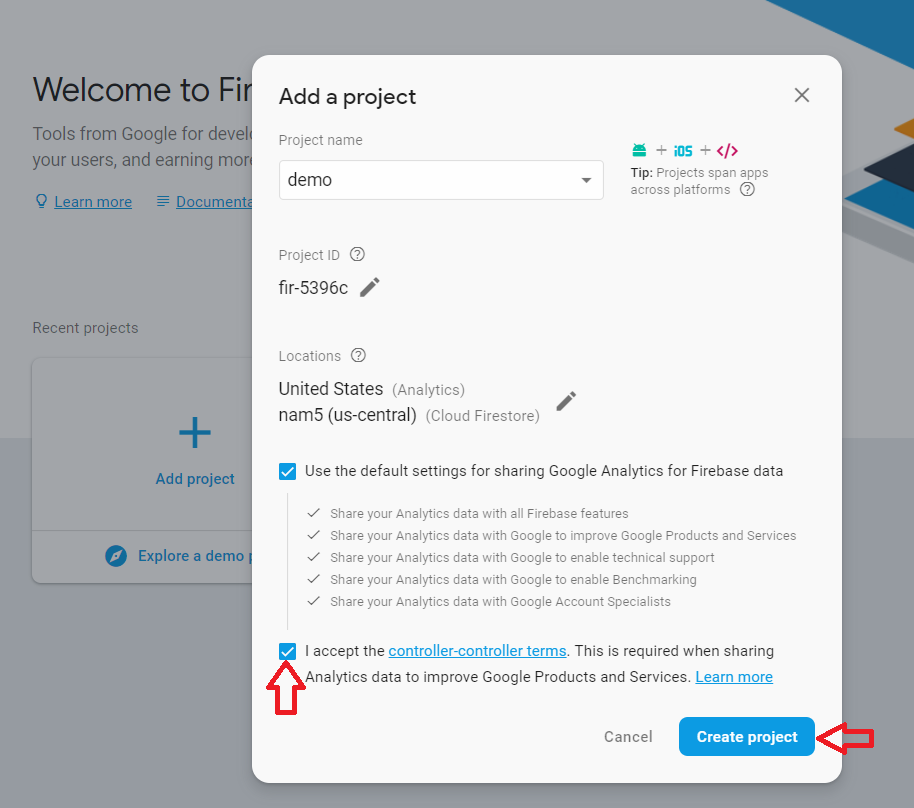 Welcome to Fir
Tools from Google for develo
your users, and earning more
Learn more
Documenta
Recent projects
Add project
Explore a demo p
Add a project
Project name
demo
+ iOS + </>
Tip: Projects span apps
across platforms ?
Project ID ?
fir-5396c
Locations ?
United States (Analytics)
nam5 (us-central) (Cloud Firestore)
Use the default settings for sharing Google Analytics for Firebase data
Share your Analytics data with all Firebase features
Share your Analytics data with Google to improve Google Products and Services
Share your Analytics data with Google to enable technical support
Share your Analytics data with Google to enable Benchmarking
Share your Analytics data with Google Account Specialists
I accept the controller-controller terms. This is required when sharing
Analytics data to improve Google Products and Services. Learn more
Cancel
Create project